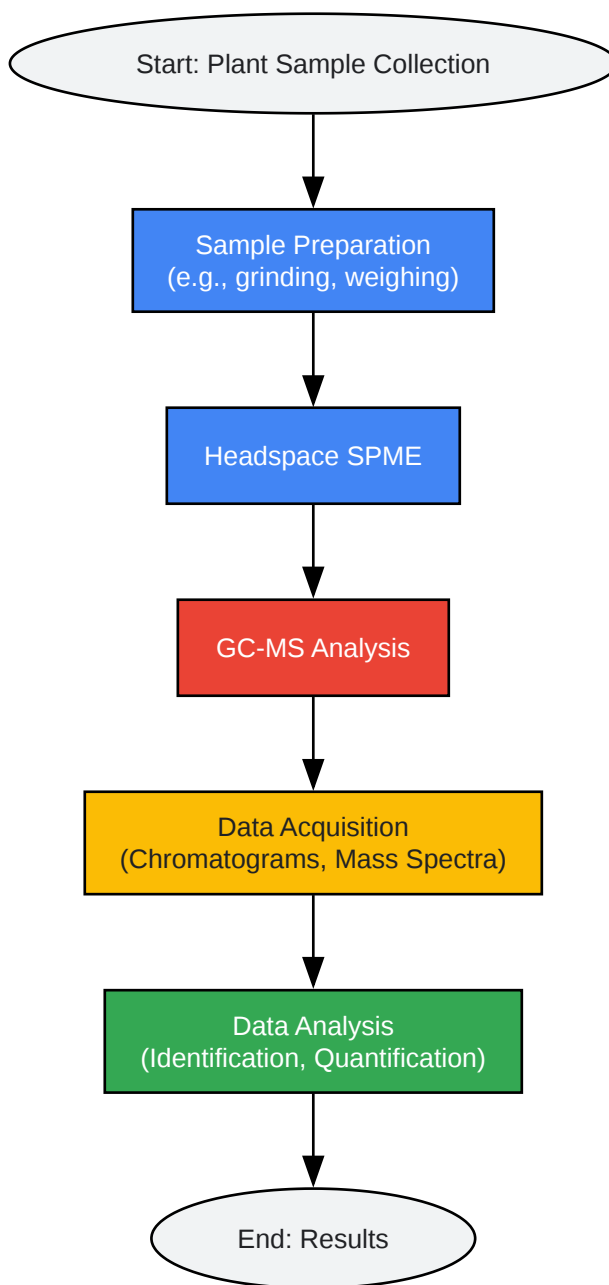 Start: Plant Sample Collection
Sample Preparation
(e.g., grinding, weighing)
Headspace SPME
GC-MS Analysis
Data Acquisition
(Chromatograms, Mass Spectra)
Data Analysis
(Identification, Quantification)
End: Results